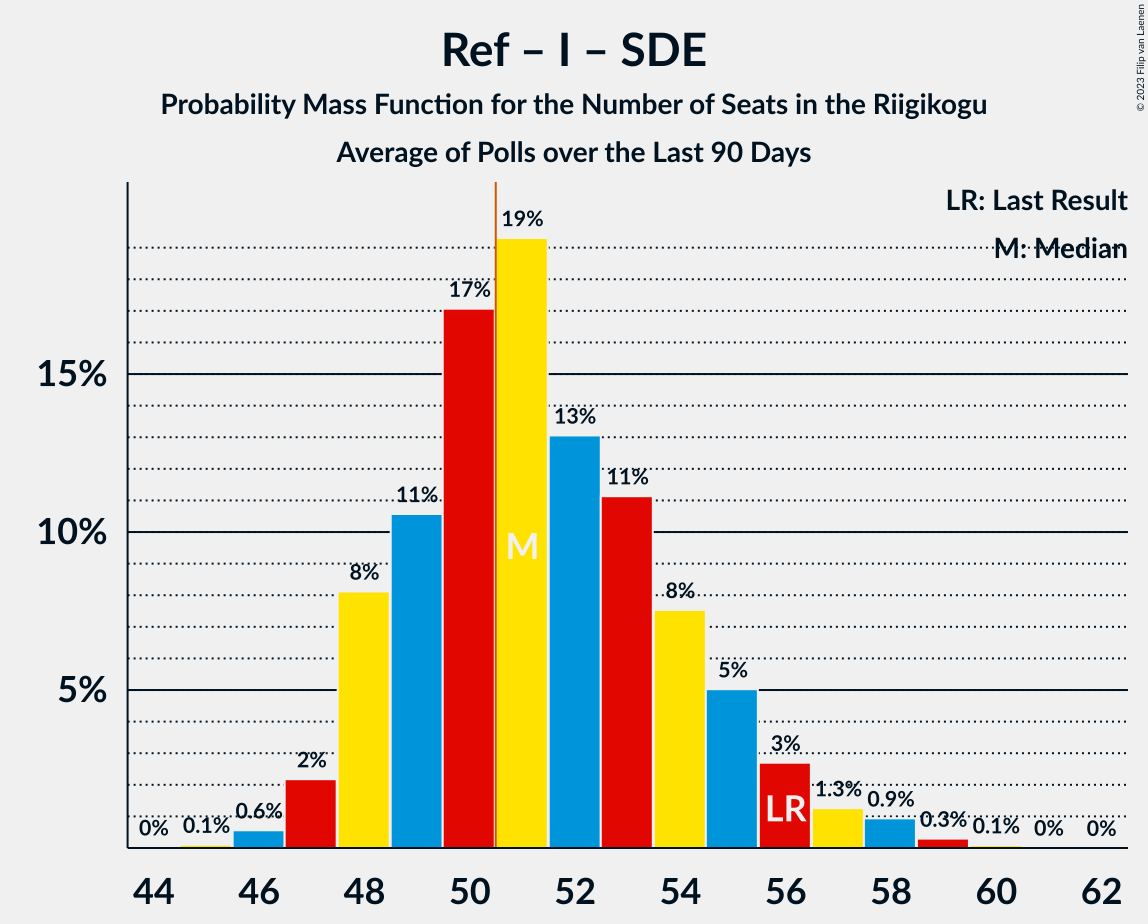 Ref – I – SDE
Probability Mass Function for the Number of Seats in the Riigikogu
Average of Polls over the Last 90 Days
© 2023 Filip van Laenen
LR: Last Result
M: Median
15%
10%
5%
0%
0.1%
0.6%
2%
8%
11%
17%
19%
13%
11%
8%
5%
3%
1.3%
0.9%
0.3%
0.1%
0%
0%
M
LR
44 46 48 50 52 54 56 58 60 62